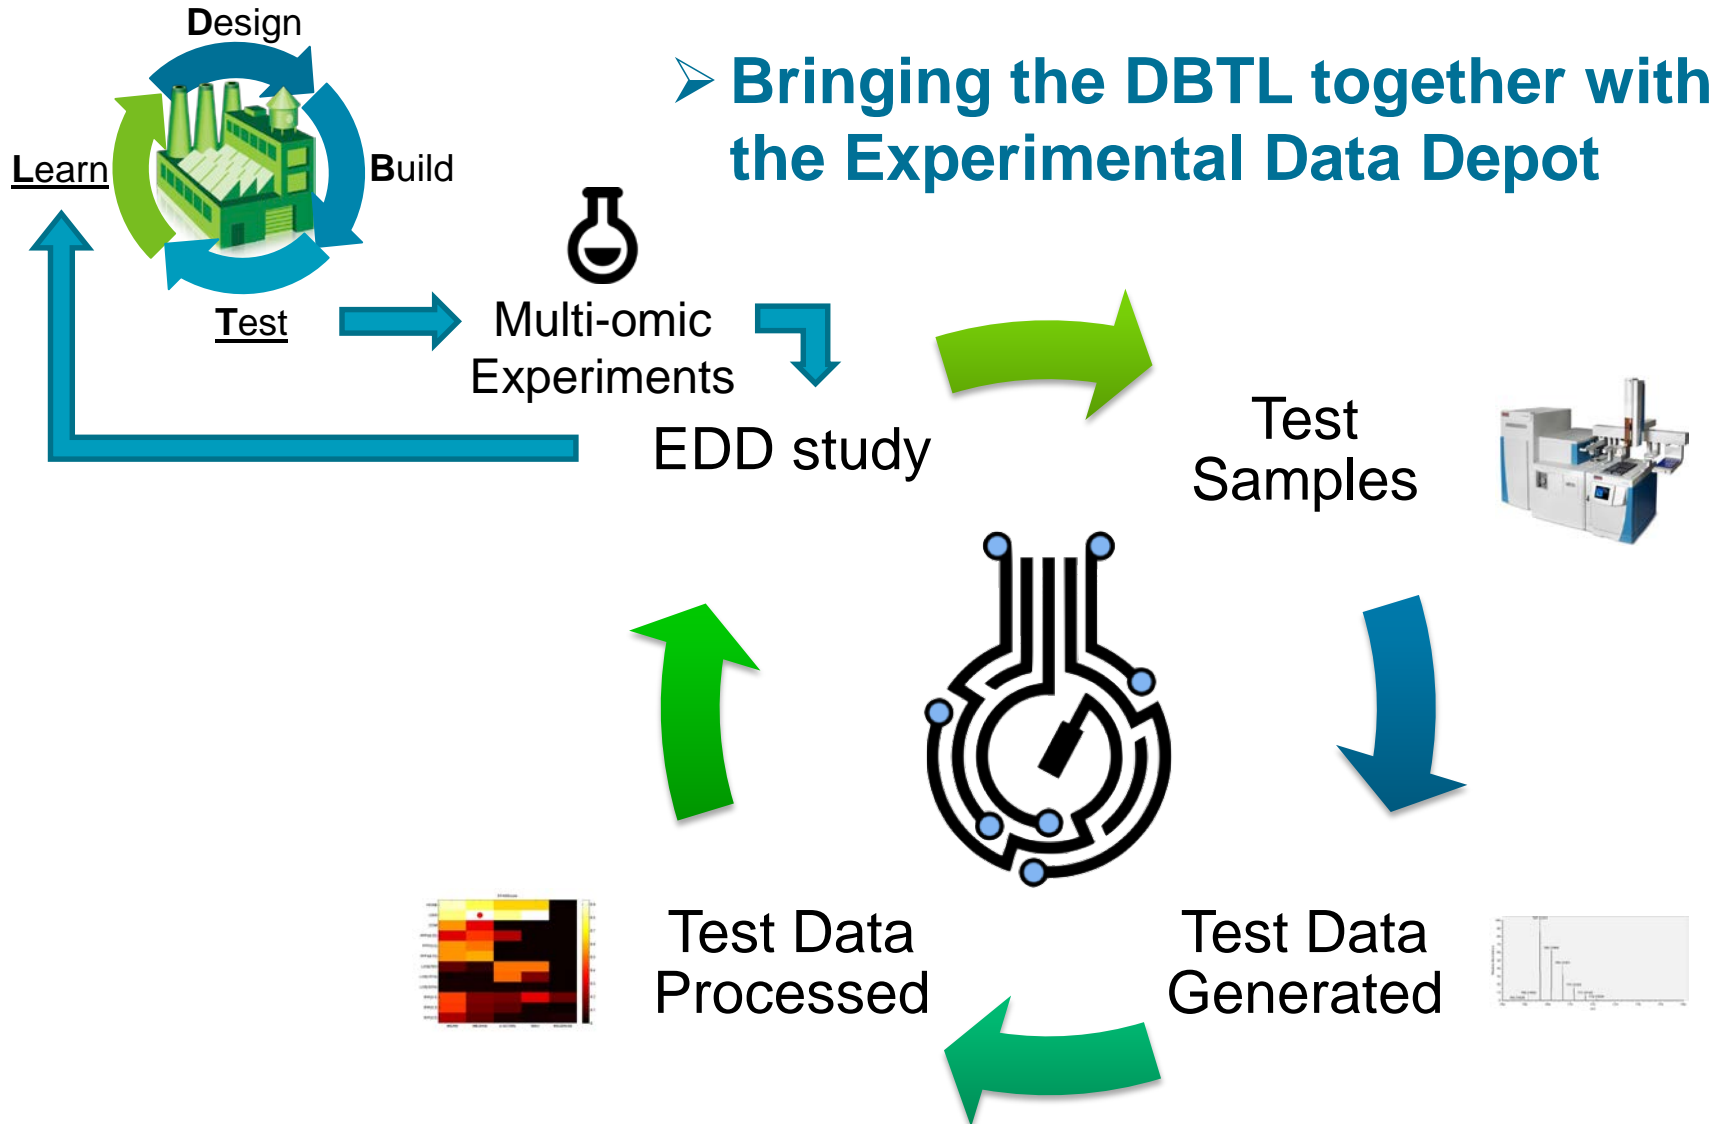 Design
➢ Bringing the DBTL together with
the Experimental Data Depot
Learn
Build
Test
Multi-omic
Experiments
EDD study
Test
Samples
Test Data
Processed
Test Data
Generated